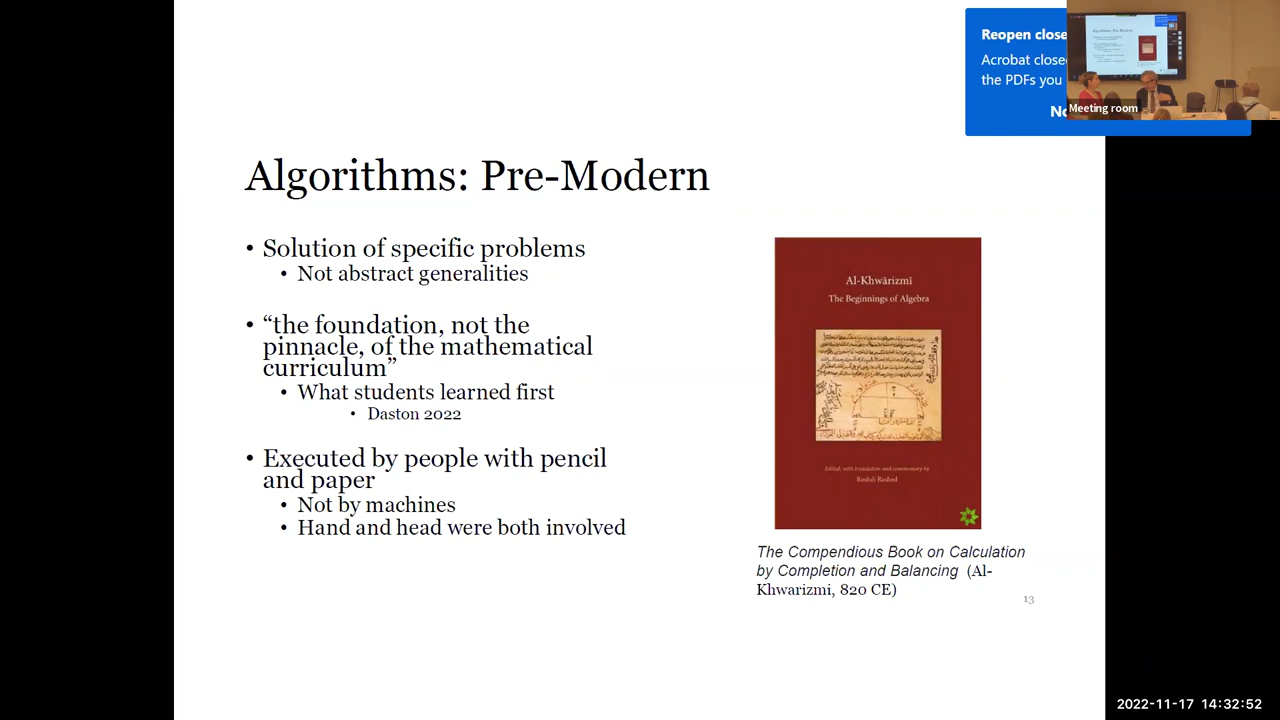 Reopen close
Acrobat close
the PDFs you
No
Meeting room
Algorithms: Pre-Modern
• Solution of specific problems
• Not abstract generalities
• “the foundation, not the
pinnacle, of the mathematical
curriculum”
• What students learned first
• Daston 2022
• Executed by people with pencil
and paper
• Not by machines
• Hand and head were both involved
Al-Khwārizmī
The Beginnings of Algebra
Edited, with translation and commentary by
Roshdi Rashed
The Compendious Book on Calculation
by Completion and Balancing (Al-
Khwarizmi, 820 CE)
13
2022-11-17 14:32:52